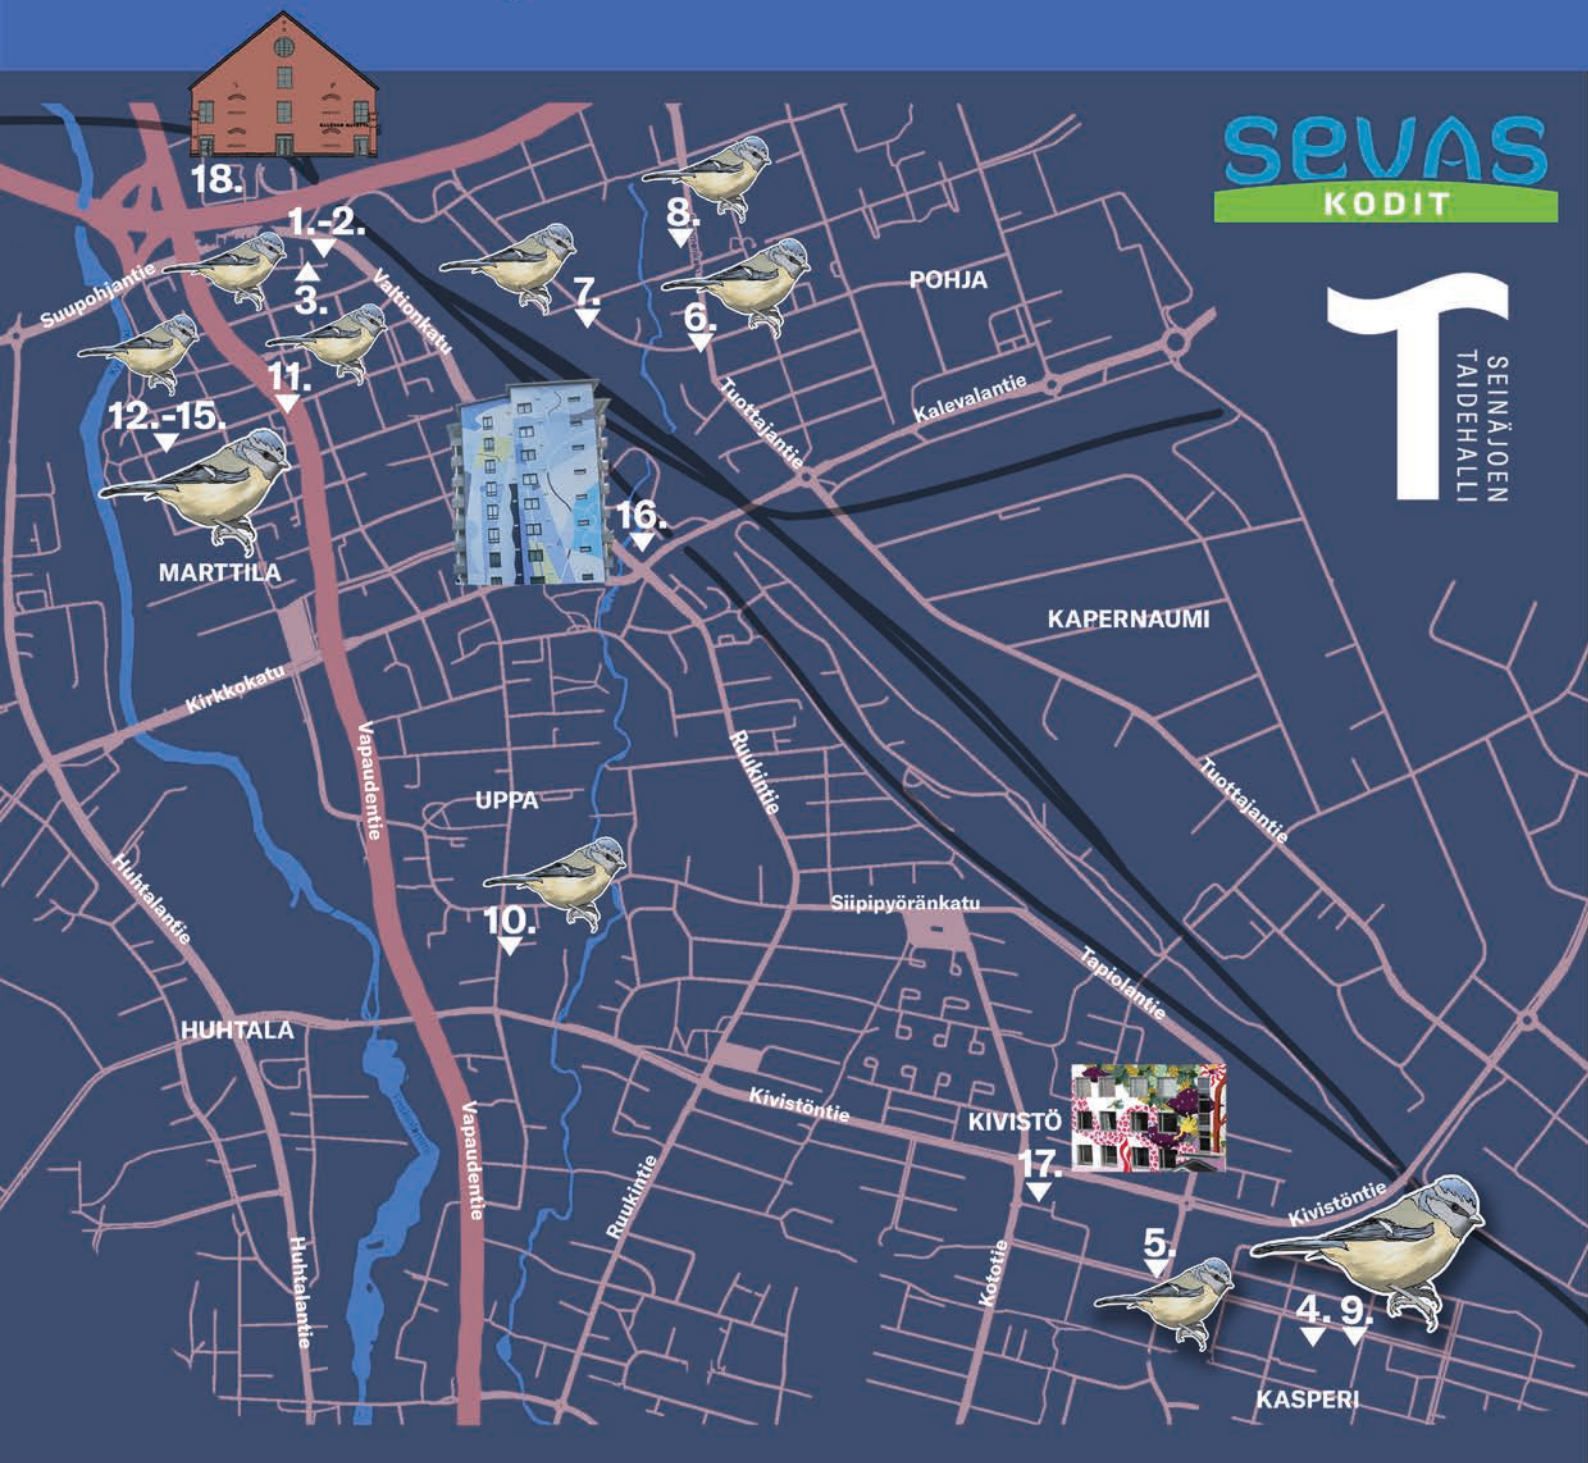 SEVAS
KODIT
SEINÄJOEN
TAIDEHALLI
18.
1.-2.
3.
8.
7.
6.
POHJA
Suupohjantie
Valtionkatu
11.
12.-15.
Tuottajantie
Kalevalantie
16.
MARTTILA
KAPERNAUMI
Kirkkokatu
Vapaudentie
Ruukintie
Tuottajantie
UPPA
Huhtalantie
10.
Siipipyöränkatu
Tapiolantie
HUHTALA
Kivistöntie
KIVISTÖ
17.
Vapaudentie
Ruukintie
Kivistöntie
Huhtalantie
Kototie
5.
4. 9.
KASPERI